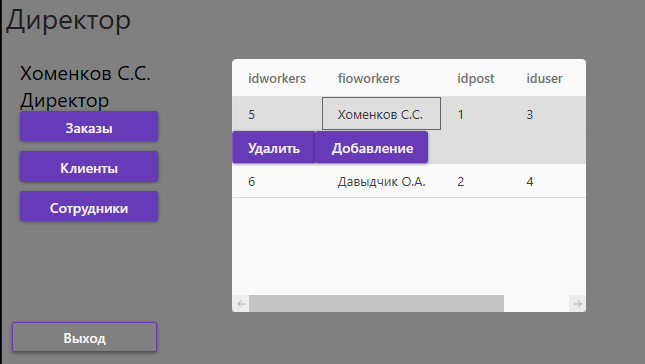 Директор
Хоменков С.С.
Директор
Заказы
Клиенты
Сотрудники
Выход
idworkers fioworkers idpost iduser
5 Хоменков С.С. 1 3
Удалить Добавление
6 Давыдчик О.А. 2 4